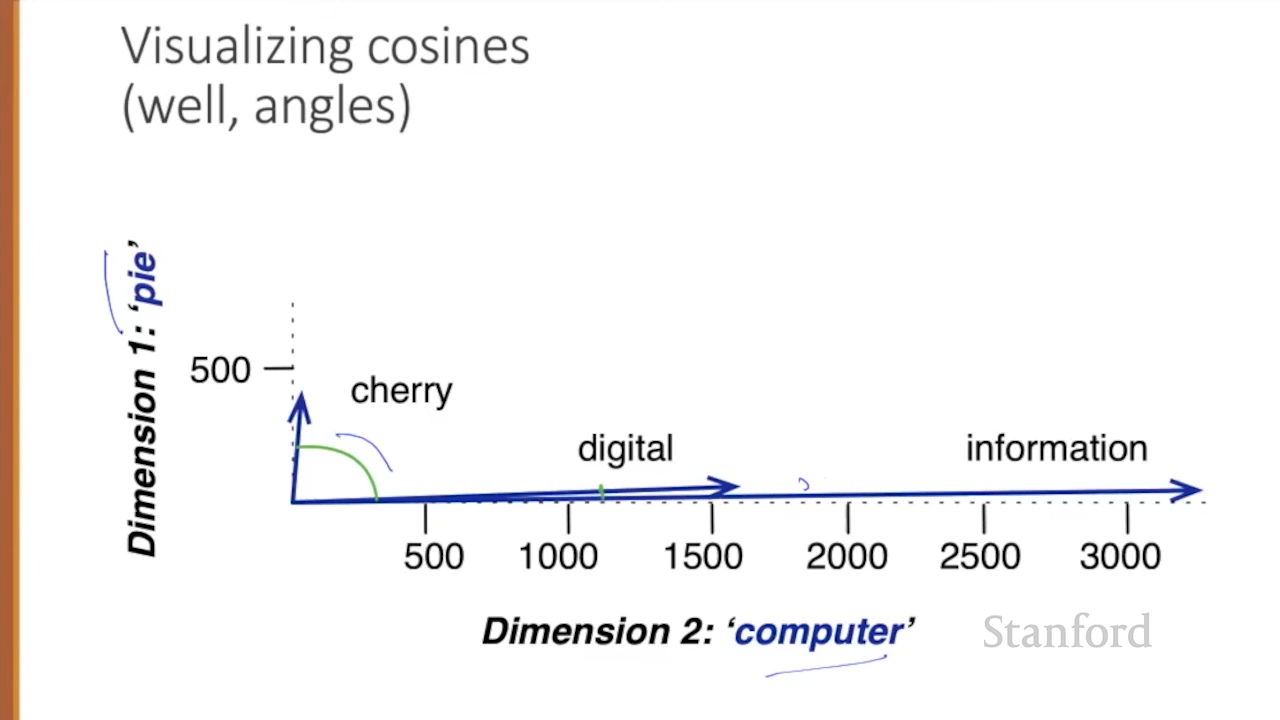 Visualizing cosines
(well, angles)
Dimension 1: ‘pie’
500
cherry
digital
information
500 1000 1500 2000 2500 3000
Dimension 2: ‘computer’
Stanford